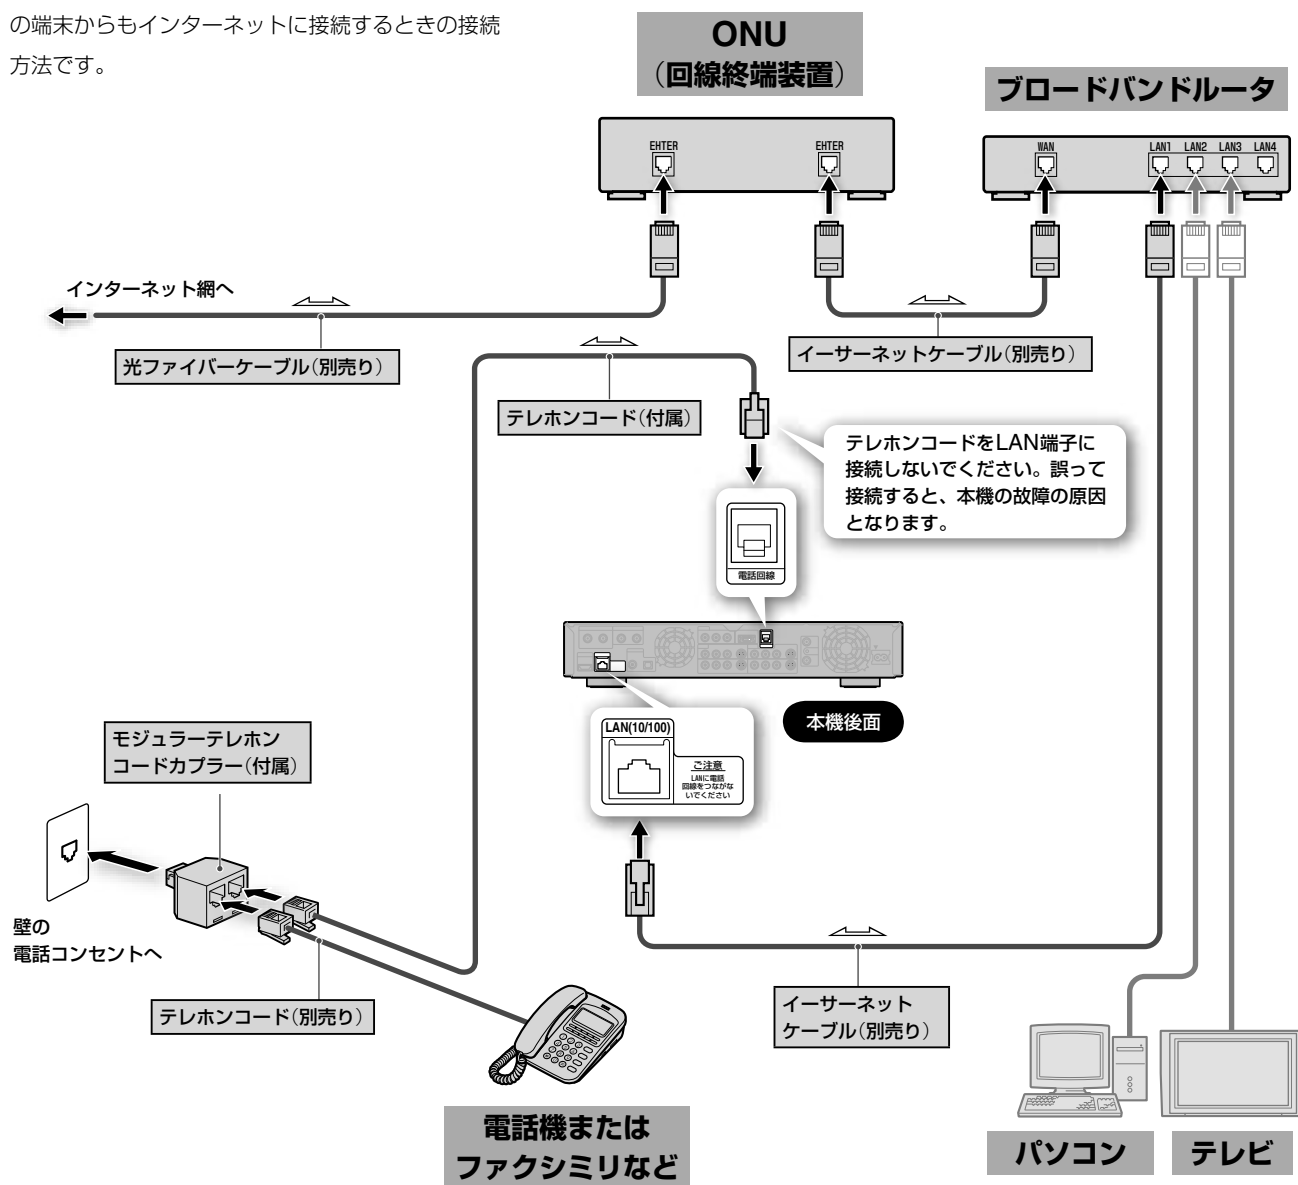 の端末からもインターネットに接続するときの接続
方法です。
ONU
（回線終端装置）
ブロードバンドルータ
EHTER
EHTER
WAN
LAN1
LAN2
LAN3
LAN4
インターネット網へ
光ファイバーケーブル（別売り）
イーサーネットケーブル（別売り）
テレホンコード（付属）
テレホンコードをLAN端子に
接続しないでください。誤って
接続すると、本機の故障の原因
となります。
電話回線
本機後面
LAN(10/100)
ご注意
LANに電話
回線をつながな
いでください
モジュラーテレホン
コードカプラー（付属）
壁の
電話コンセントへ
テレホンコード（別売り）
イーサーネット
ケーブル（別売り）
電話機または
ファクシミリなど
パソコン
テレビ